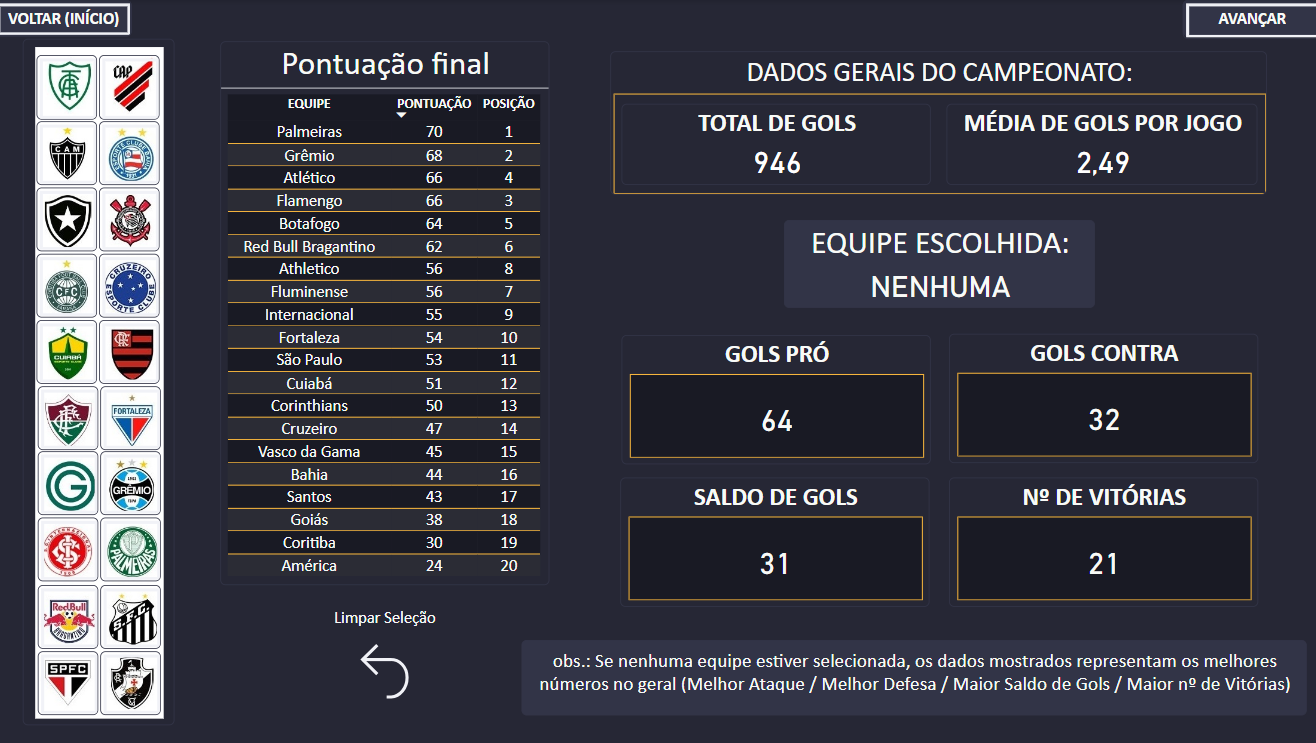 VOLTAR (INÍCIO)
AVANÇAR
Pontuação final
EQUIPE PONTUAÇÃO POSIÇÃO
Palmeiras 70 1
Grêmio 68 2
Atlético 66 4
Flamengo 66 3
Botafogo 64 5
Red Bull Bragantino 62 6
Athletico 56 8
Fluminense 56 7
Internacional 55 9
Fortaleza 54 10
São Paulo 53 11
Cuiabá 51 12
Corinthians 50 13
Cruzeiro 47 14
Vasco da Gama 45 15
Bahia 44 16
Santos 43 17
Goiás 38 18
Coritiba 30 19
América 24 20
Limpar Seleção
DADOS GERAIS DO CAMPEONATO:
TOTAL DE GOLS
946
MÉDIA DE GOLS POR JOGO
2,49
EQUIPE ESCOLHIDA:
NENHUMA
GOLS PRÓ
64
GOLS CONTRA
32
SALDO DE GOLS
31
Nº DE VITÓRIAS
21
obs.: Se nenhuma equipe estiver selecionada, os dados mostrados representam os melhores
números no geral (Melhor Ataque / Melhor Defesa / Maior Saldo de Gols / Maior nº de Vitórias)
CAP
CAM
CFC
CRUZEIRO
ESPORTE CLUBE
CUIABÁ
FORTALEZA
GRÊMIO
PALMEIRAS
RedBull
BRAGANTINO
SFC
SPFC